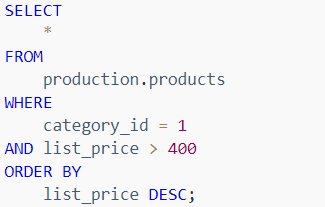 SELECT
    *
FROM
    production.products
WHERE
    category_id = 1
AND list_price > 400
ORDER BY
    list_price DESC;